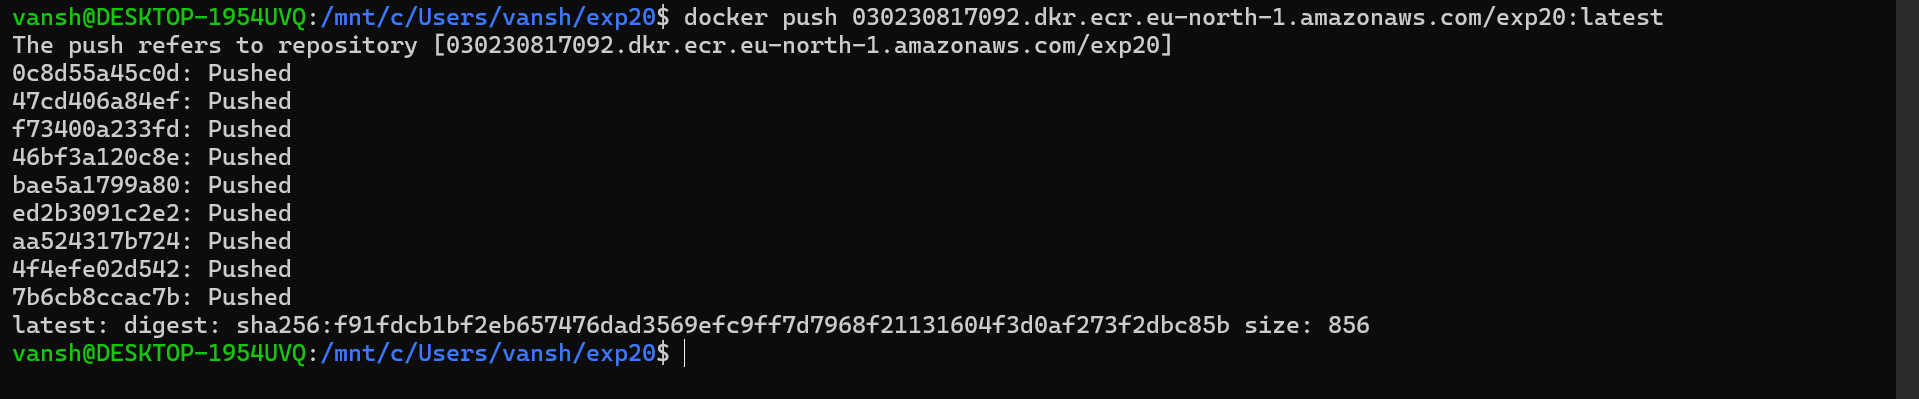 vansh@DESKTOP-1954UVQ:/mnt/c/Users/vansh/exp20$ docker push 030230817092.dkr.ecr.eu-north-1.amazonaws.com/exp20:latest
The push refers to repository [030230817092.dkr.ecr.eu-north-1.amazonaws.com/exp20]
0c8d55a45c0d: Pushed
47cd406a84ef: Pushed
f73400a233fd: Pushed
46bf3a120c8e: Pushed
bae5a1799a80: Pushed
ed2b3091c2e2: Pushed
aa524317b724: Pushed
4f4efe02d542: Pushed
7b6cb8ccac7b: Pushed
latest: digest: sha256:f91fdcb1bf2eb657476dad3569efc9ff7d7968f21131604f3d0af273f2dbc85b size: 856
vansh@DESKTOP-1954UVQ:/mnt/c/Users/vansh/exp20$